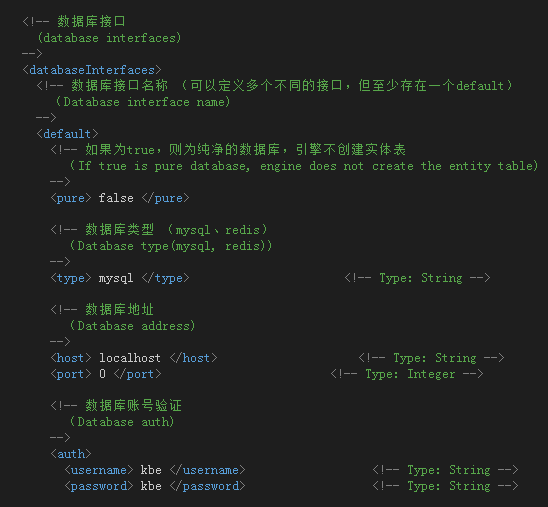 <!-- 数据库接口
(database interfaces)
-->
<databaseInterfaces>
<!-- 数据库接口名称 （可以定义多个不同的接口，但至少存在一个default）
(Database interface name)
-->
<default>
<!-- 如果为true，则为纯净的数据库，引擎不创建实体表
(If true is pure database, engine does not create the entity table)
-->
<pure> false </pure>
<!-- 数据库类型 （mysql、redis）
(Database type(mysql, redis))
-->
<type> mysql </type> <!-- Type: String -->
<!-- 数据库地址
(Database address)
-->
<host> localhost </host> <!-- Type: String -->
<port> 0 </port> <!-- Type: Integer -->
<!-- 数据库账号验证
(Database auth)
-->
<auth>
<username> kbe </username> <!-- Type: String -->
<password> kbe </password> <!-- Type: String -->